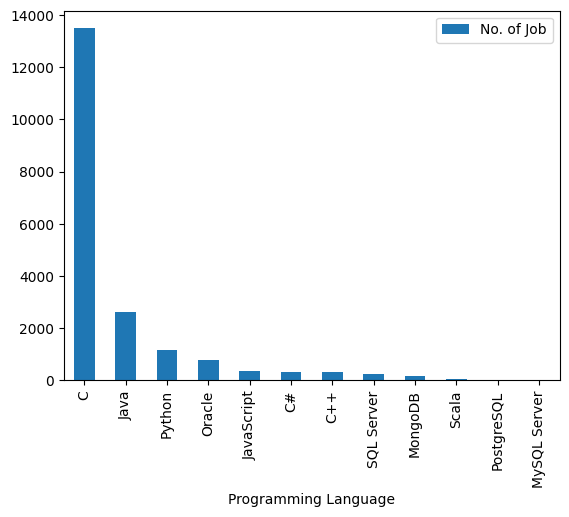 14000
12000
10000
8000
6000
4000
2000
0
No. of Job
C
Java
Python
Oracle
JavaScript
C#
C++
SQL Server
MongoDB
Scala
PostgreSQL
MySQL Server
Programming Language